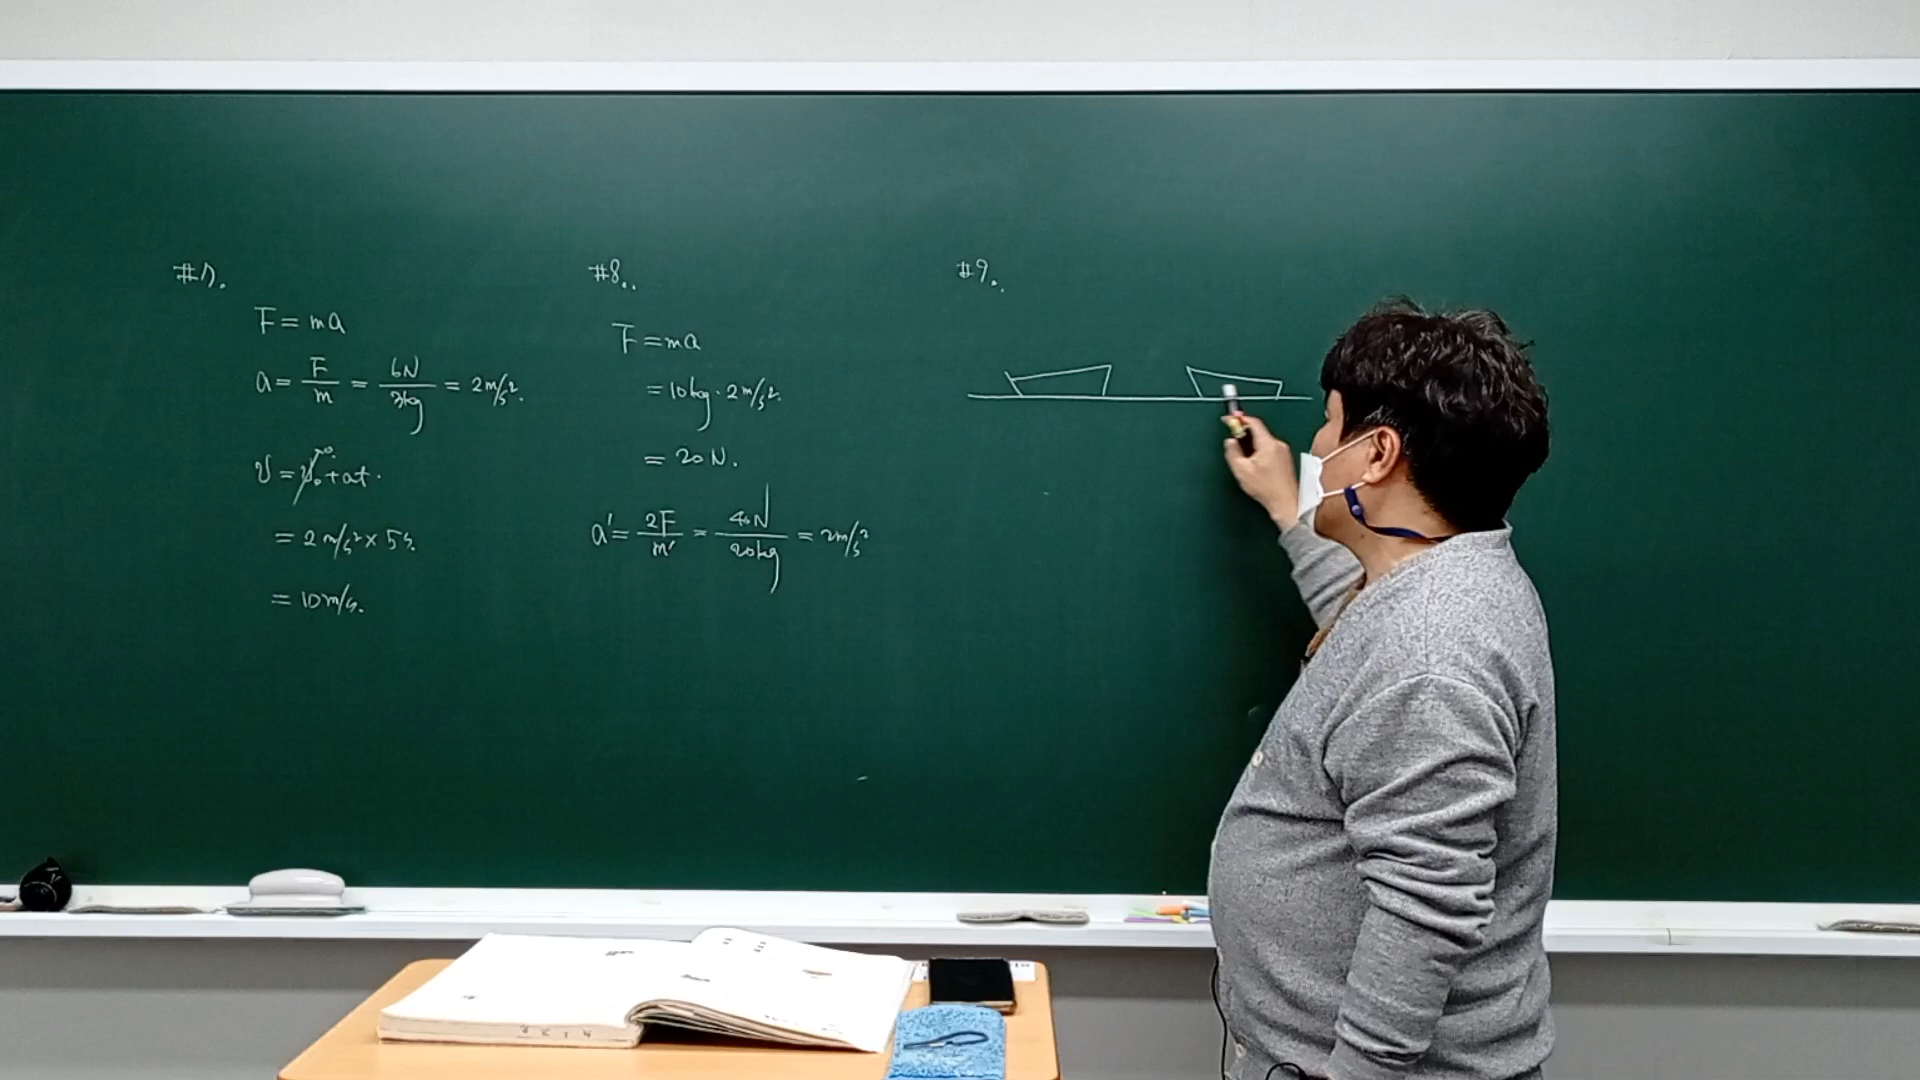 #7.
F = ma
a = F/m = 6N/3kg = 2m/s².
v = v₀⁰ + at.
= 2m/s² × 5s.
= 10m/s.
#8..
F = ma
= 10kg · 2m/s².
= 20N.
a' = 2F/m' = 40N/20kg = 2m/s²
#9..